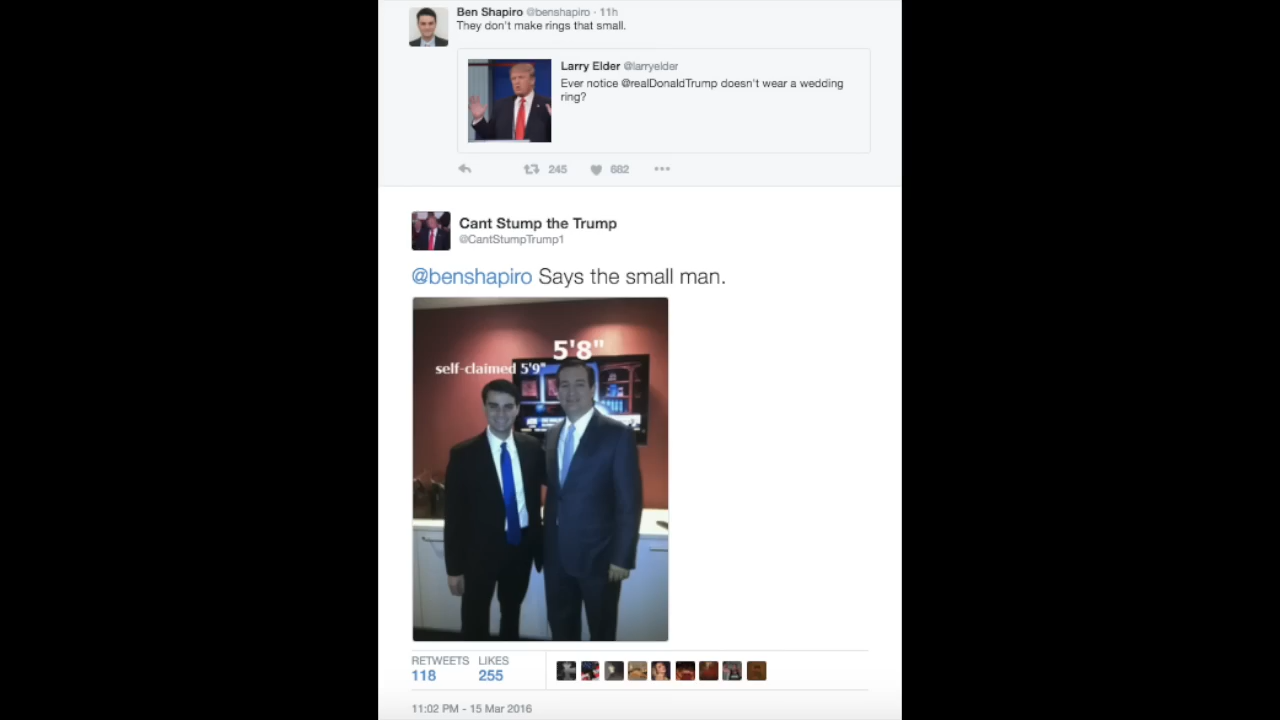 Ben Shapiro @benshapiro · 11h
They don't make rings that small.
Larry Elder @larryelder
Ever notice @realDonaldTrump doesn't wear a wedding
ring?
245 682
Cant Stump the Trump
@CantStumpTrump1
@benshapiro Says the small man.
5'8"
self-claimed 5'9"
RETWEETS LIKES
118 255
11:02 PM - 15 Mar 2016